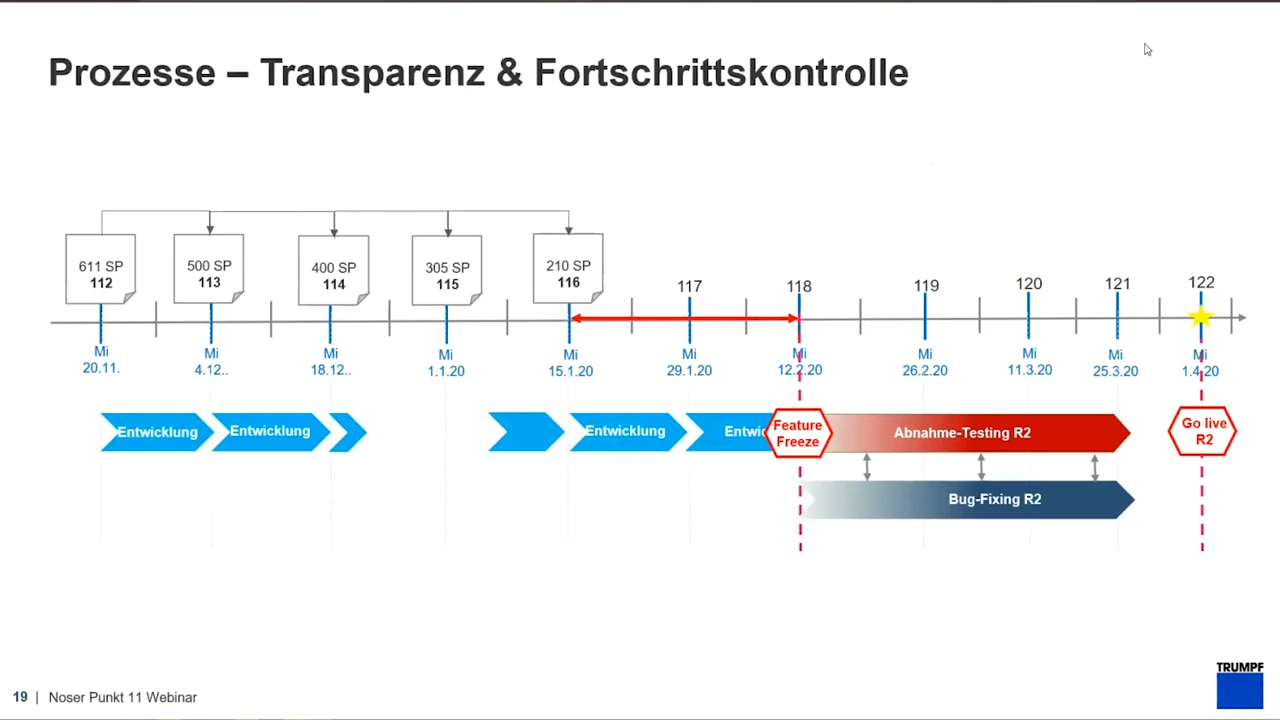 Prozesse – Transparenz & Fortschrittskontrolle
611 SP
112
500 SP
113
400 SP
114
305 SP
115
210 SP
116
117
118
119
120
121
122
Mi
20.11.
Mi
4.12..
Mi
18.12..
Mi
1.1.20
Mi
15.1.20
Mi
29.1.20
Mi
12.2.20
Mi
26.2.20
Mi
11.3.20
Mi
25.3.20
Mi
1.4.20
Entwicklung
Entwicklung
Entwicklung
Entwic
Feature
Freeze
Abnahme-Testing R2
Go live
R2
Bug-Fixing R2
19 | Noser Punkt 11 Webinar
TRUMPF